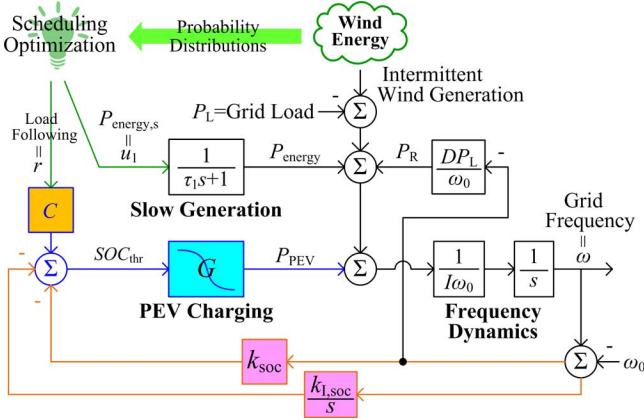 Scheduling
Optimization
Probability
Distributions
Wind
Energy
Intermittent
Wind Generation
-
P_L=Grid Load
Σ
Load
Following
=
r
P_energy,s
=
u_1
1
τ_1s+1
P_energy
Σ
P_R
DP_L
ω_0
-
Slow Generation
C
Grid
Frequency
=
ω
-
Σ
SOC_thr
G
P_PEV
Σ
1
Iω_0
1
s
-
PEV Charging
Frequency
Dynamics
k_soc
-
Σ
ω_0
k_I,soc
s